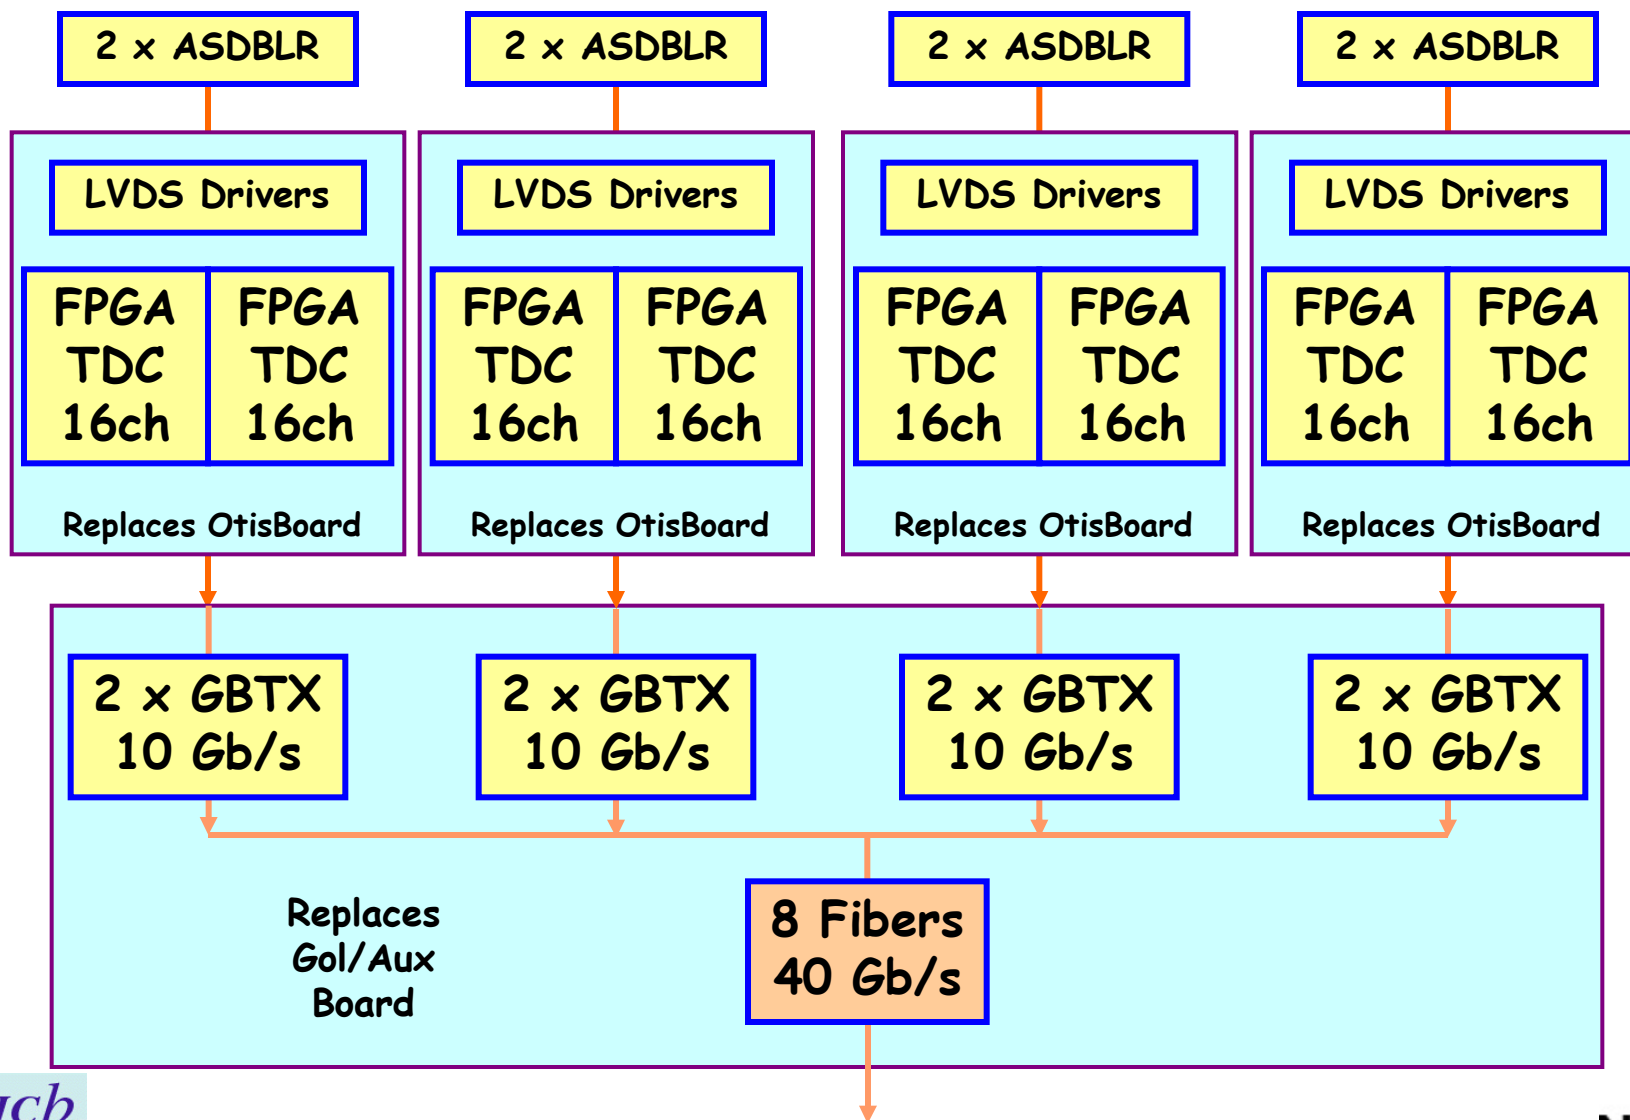 2 x ASDBLR
2 x ASDBLR
2 x ASDBLR
2 x ASDBLR
LVDS Drivers
LVDS Drivers
LVDS Drivers
LVDS Drivers
FPGA
TDC
16ch
FPGA
TDC
16ch
FPGA
TDC
16ch
FPGA
TDC
16ch
FPGA
TDC
16ch
FPGA
TDC
16ch
FPGA
TDC
16ch
FPGA
TDC
16ch
Replaces OtisBoard
Replaces OtisBoard
Replaces OtisBoard
Replaces OtisBoard
2 x GBTX
10 Gb/s
2 x GBTX
10 Gb/s
2 x GBTX
10 Gb/s
2 x GBTX
10 Gb/s
Replaces
Gol/Aux
Board
8 Fibers
40 Gb/s